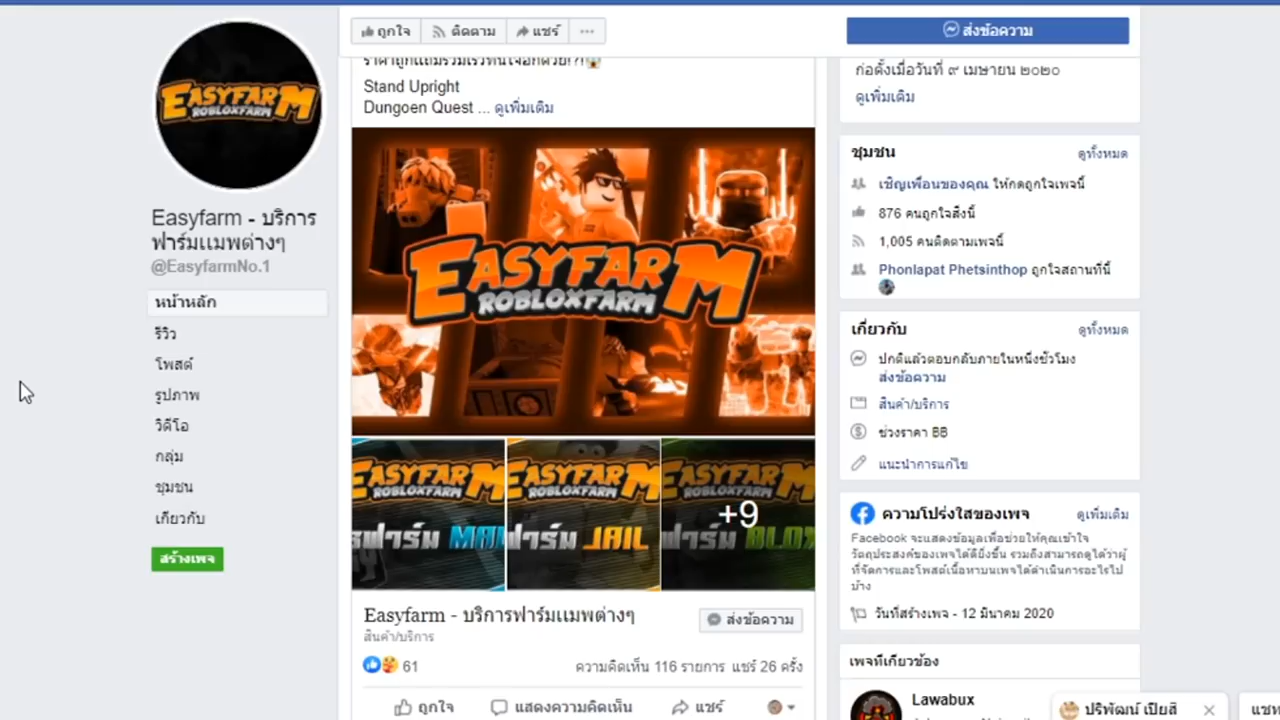 EASYFARM
ROBLOXFARM
Easyfarm - บริการ
ฟาร์มแมพต่างๆ
@EasyfarmNo.1
หน้าหลัก
รีวิว
โพสต์
รูปภาพ
วิดีโอ
กลุ่ม
ชุมชน
เกี่ยวกับ
สร้างเพจ
ถูกใจ
ติดตาม
แชร์
ส่งข้อความ
Stand Upright
Dungoen Quest ... ดูเพิ่มเติม
EASYFARM
ROBLOXFARM
EASYFARM
ROBLOXFARM
ฟาร์ม
EASYFARM
ROBLOXFARM
ฟาร์ม JAIL
EASYFARM
ROBLOXFARM
+9
ฟาร์ม BLOX
Easyfarm - บริการฟาร์มแมพต่างๆ
ส่งข้อความ
สินค้า/บริการ
61
ความคิดเห็น 116 รายการ แชร์ 26 ครั้ง
ถูกใจ
แสดงความคิดเห็น
แชร์
ก่อตั้งเมื่อวันที่ ๙ เมษายน ๒๐๒๐
ดูเพิ่มเติม
ชุมชน
ดูทั้งหมด
เชิญเพื่อนของคุณ ให้กดถูกใจเพจนี้
876 คนถูกใจสิ่งนี้
1,005 คนติดตามเพจนี้
Phonlapat Phetsinthop ถูกใจสถานที่นี้
เกี่ยวกับ
ดูทั้งหมด
ปกติแล้วตอบกลับภายในหนึ่งชั่วโมง
ส่งข้อความ
สินค้า/บริการ
ช่วงราคา ฿฿
แนะนำการแก้ไข
ความโปร่งใสของเพจ
ดูเพิ่มเติม
Facebook จะแสดงข้อมูลเพื่อช่วยให้คุณเข้าใจ
วัตถุประสงค์ของเพจได้ดียิ่งขึ้น รวมถึงสามารถดูได้ว่าผู้
ที่จัดการและโพสต์เนื้อหาบนเพจได้ดำเนินการอะไรไป
บ้าง
วันที่สร้างเพจ - 12 มีนาคม 2020
เพจที่เกี่ยวข้อง
Lawabux
ปริพัฒน์ เปียสี